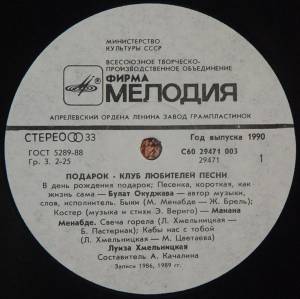 МИНИСТЕРСТВО
КУЛЬТУРЫ СССР
ВСЕСОЮЗНОЕ ТВОРЧЕСКО-
ПРОИЗВОДСТВЕННОЕ ОБЪЕДИНЕНИЕ
ФИРМА
МЕЛОДИЯ
АПРЕЛЕВСКИЙ ОРДЕНА ЛЕНИНА ЗАВОД ГРАМПЛАСТИНОК
СТЕРЕО 33
Год выпуска 1990
ГОСТ 5289-88
С60 29471 003
Гр. 3. 2-25
29471
1
ПОДАРОК - КЛУБ ЛЮБИТЕЛЕЙ ПЕСНИ
В день рождения подарок; Песенка, короткая, как
жизнь сама — Булат Окуджава — автор музыки,
слов, исполнитель. Быки (М. Менабде — Ж. Брель);
Костер (музыка и стихи Э. Вериго) — Манана
Менабде. Свеча горела (Л. Хмельницкая —
Б. Пастернак); Кабы нас с тобой
(Л. Хмельницкая — М. Цветаева)
Луиза Хмельницкая
Составитель А. Качалина
Записи 1986, 1989 гг.